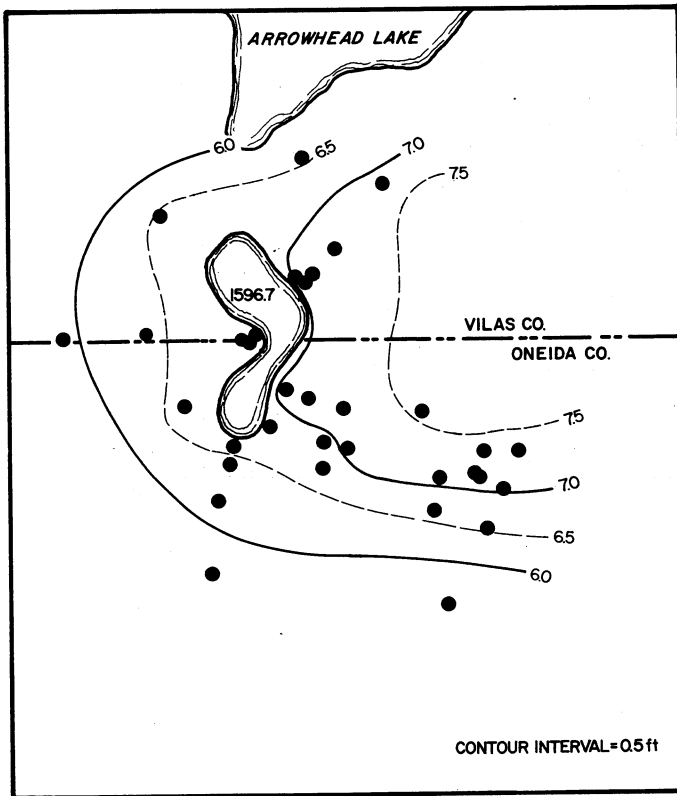 ARROWHEAD LAKE
6.0
6.5
7.0
7.5
1596.7
VILAS CO.
ONEIDA CO.
7.5
7.0
6.5
6.0
CONTOUR INTERVAL=0.5 ft